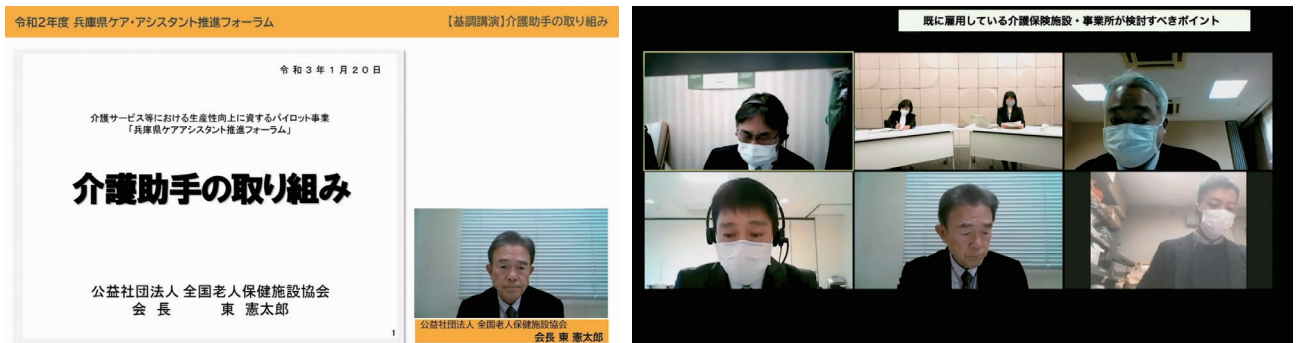 令和2年度 兵庫県ケア・アシスタント推進フォーラム
【基調講演】介護助手の取り組み
令和3年1月20日
介護サービス等における生産性向上に資するパイロット事業
「兵庫県ケアアシスタント推進フォーラム」
介護助手の取り組み
公益社団法人 全国老人保健施設協会
会 長 東 憲太郎
1
公益社団法人 全国老人保健施設協会
会長 東 憲太郎
既に雇用している介護保険施設・事業所が検討すべきポイント